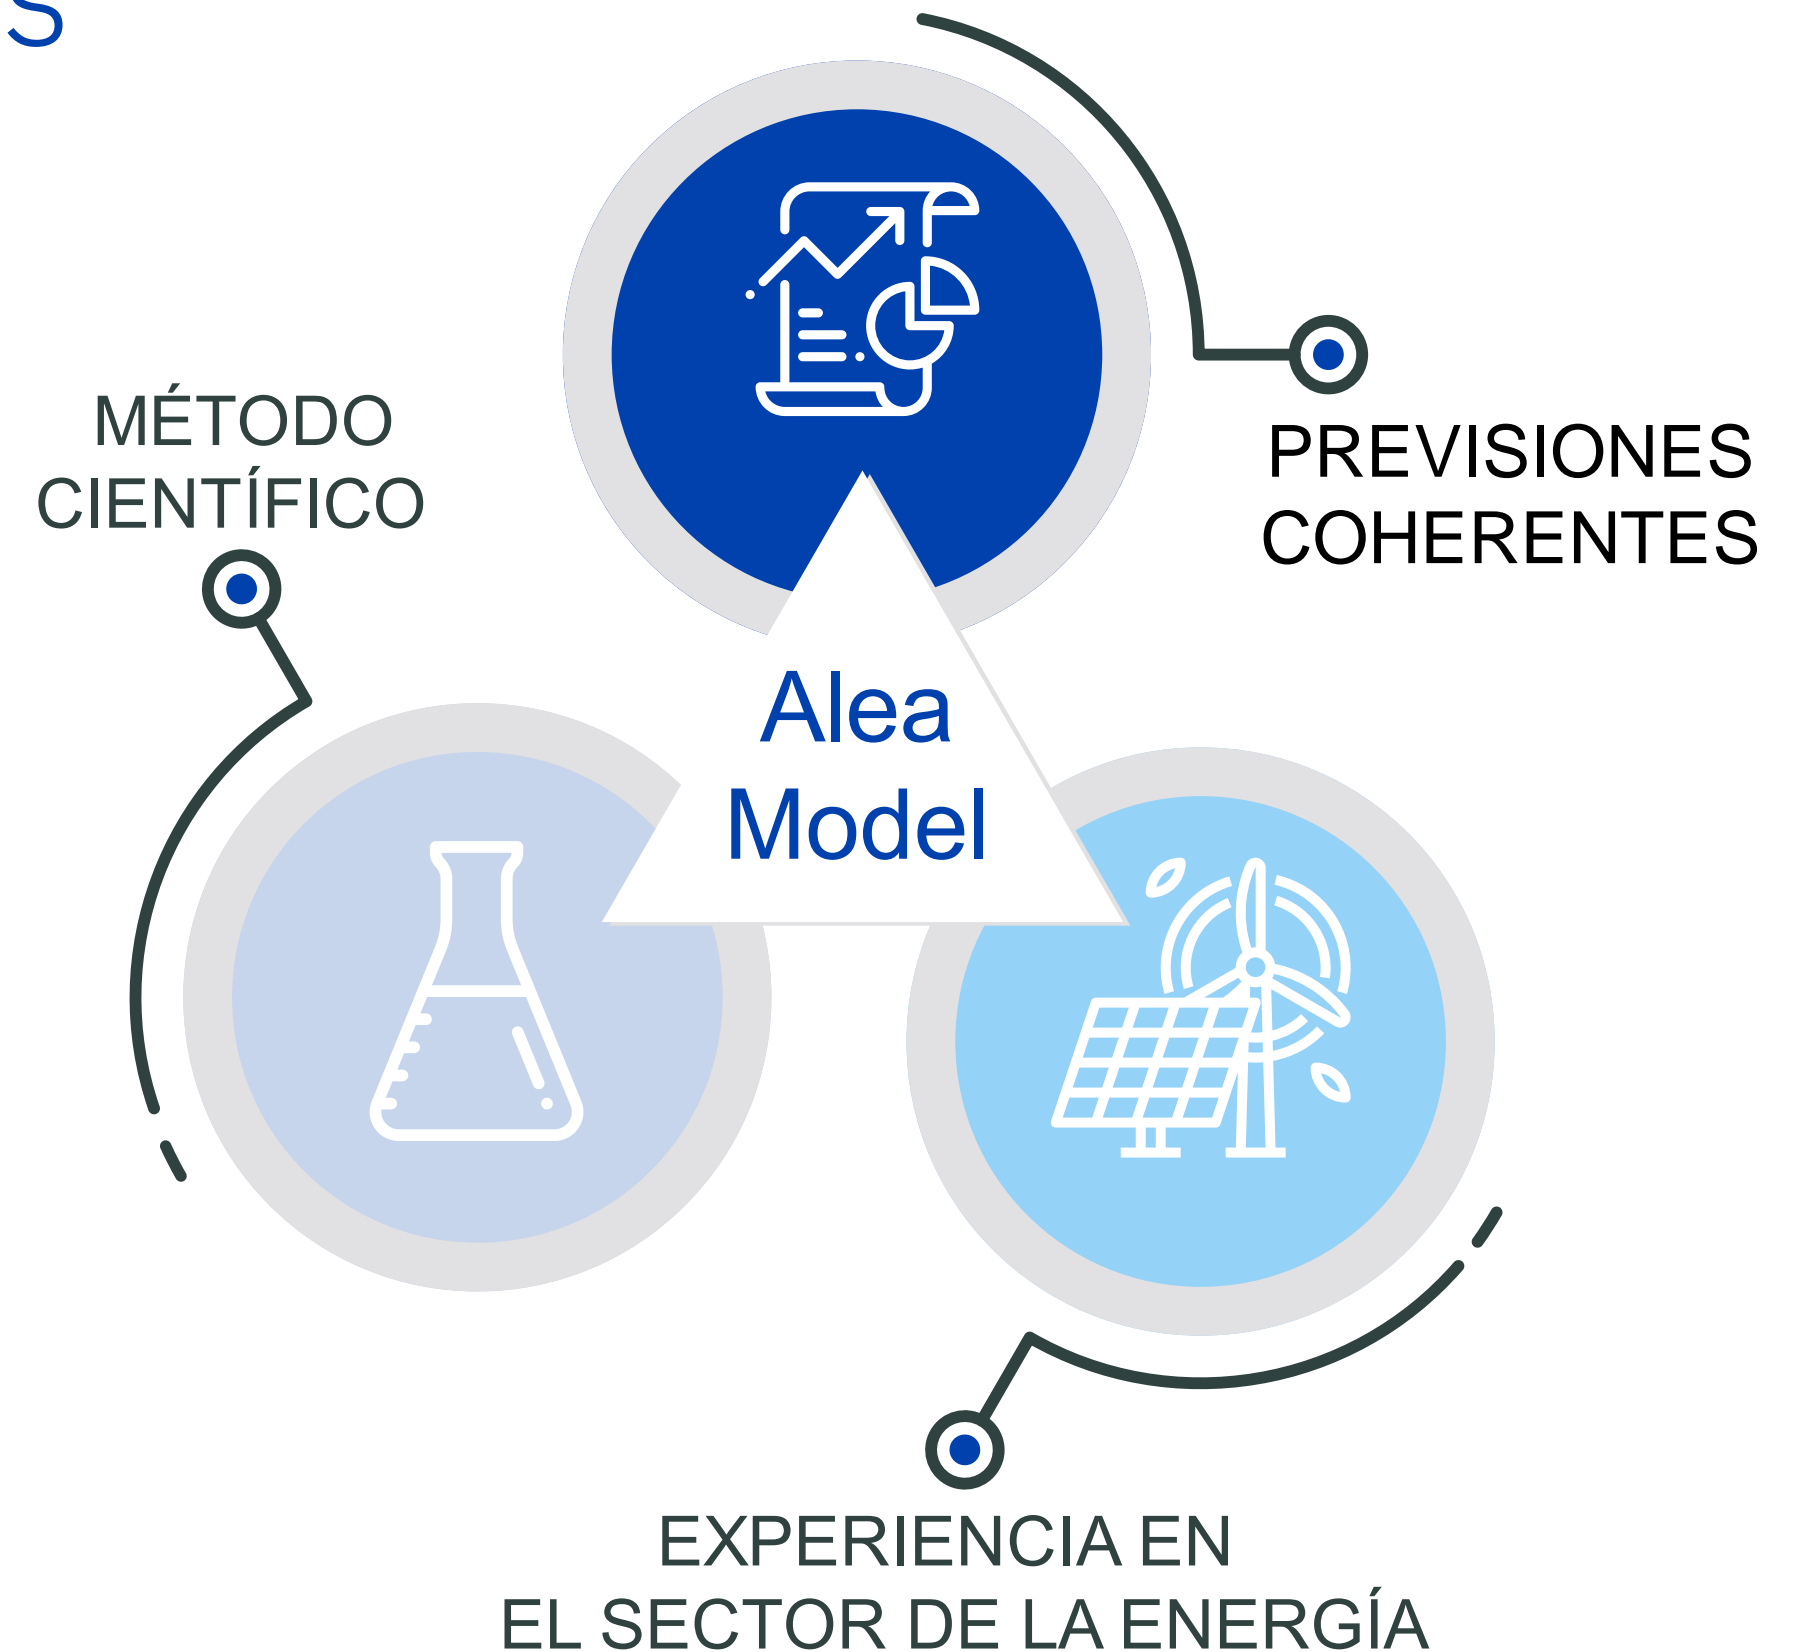 S
MÉTODO
CIENTÍFICO
PREVISIONES
COHERENTES
Alea
Model
EXPERIENCIA EN
EL SECTOR DE LA ENERGÍA